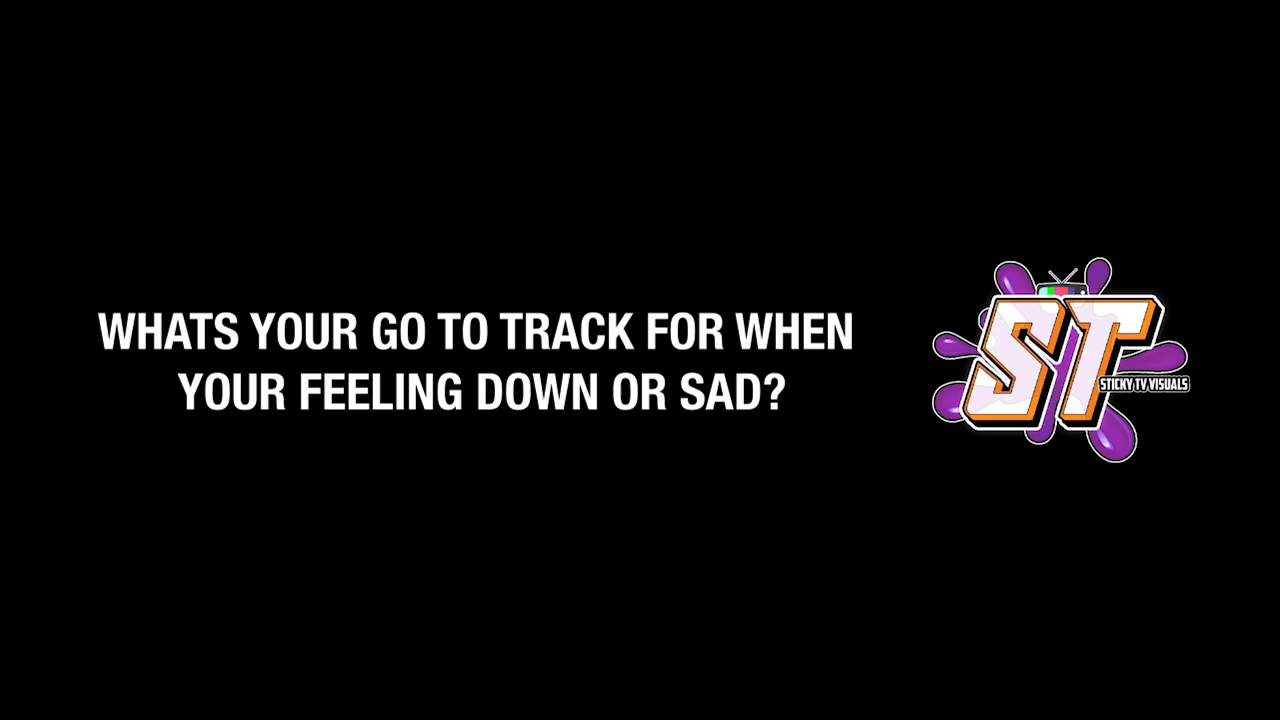 WHATS YOUR GO TO TRACK FOR WHEN
YOUR FEELING DOWN OR SAD?
ST
STICKY TV VISUALS